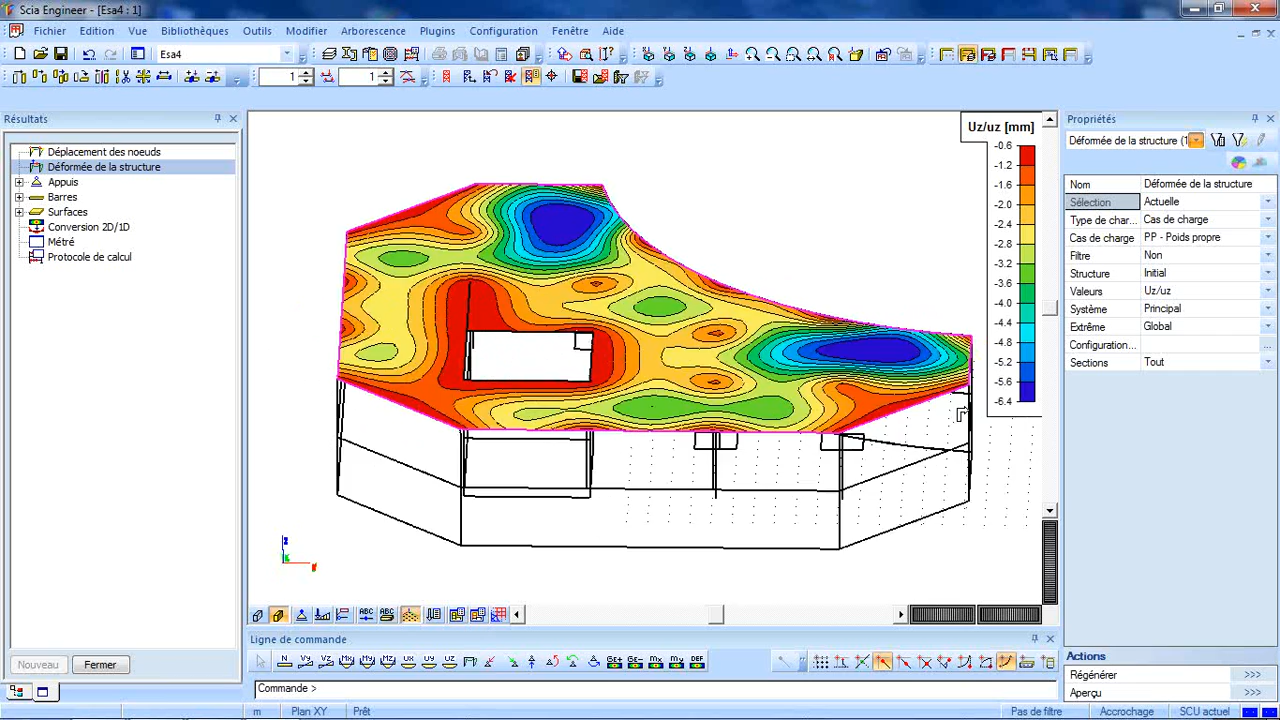 Scia Engineer - [Esa4 : 1]
Fichier Edition Vue Bibliothèques Outils Modifier Arborescence Plugins Configuration Fenêtre Aide
Esa4
1 1
Résultats
Déplacement des noeuds
Déformée de la structure
Appuis
Barres
Surfaces
Conversion 2D/1D
Métré
Protocole de calcul
Nouveau Fermer
Uz/uz [mm]
-0.6
-1.2
-1.6
-2.0
-2.4
-2.8
-3.2
-3.6
-4.0
-4.4
-4.8
-5.2
-5.6
-6.4
Propriétés
Déformée de la structure (1
Nom Déformée de la structure
Sélection Actuelle
Type de char... Cas de charge
Cas de charge PP - Poids propre
Filtre Non
Structure Initial
Valeurs Uz/uz
Système Principal
Extrême Global
Configuration... ...
Sections Tout
Actions
Régénérer >>>
Aperçu >>>
Ligne de commande
Commande >
m Plan XY Prêt Pas de filtre Accrochage SCU actuel